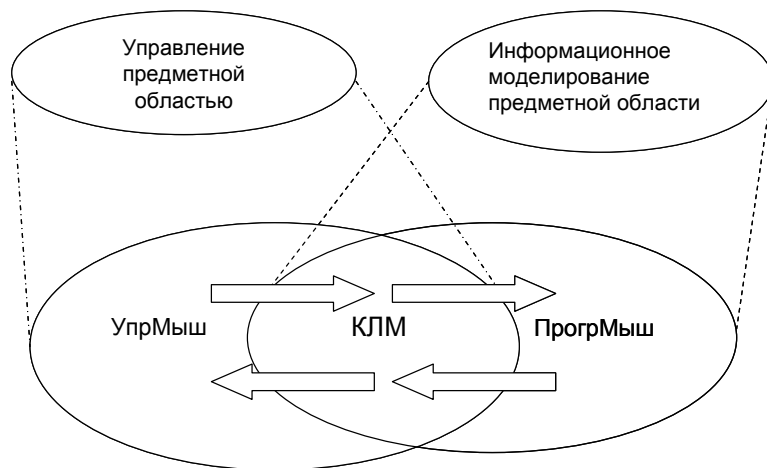 Управление
предметной
областью
Информационное
моделирование
предметной области
УпрМыш
КЛМ
ПрогрМыш